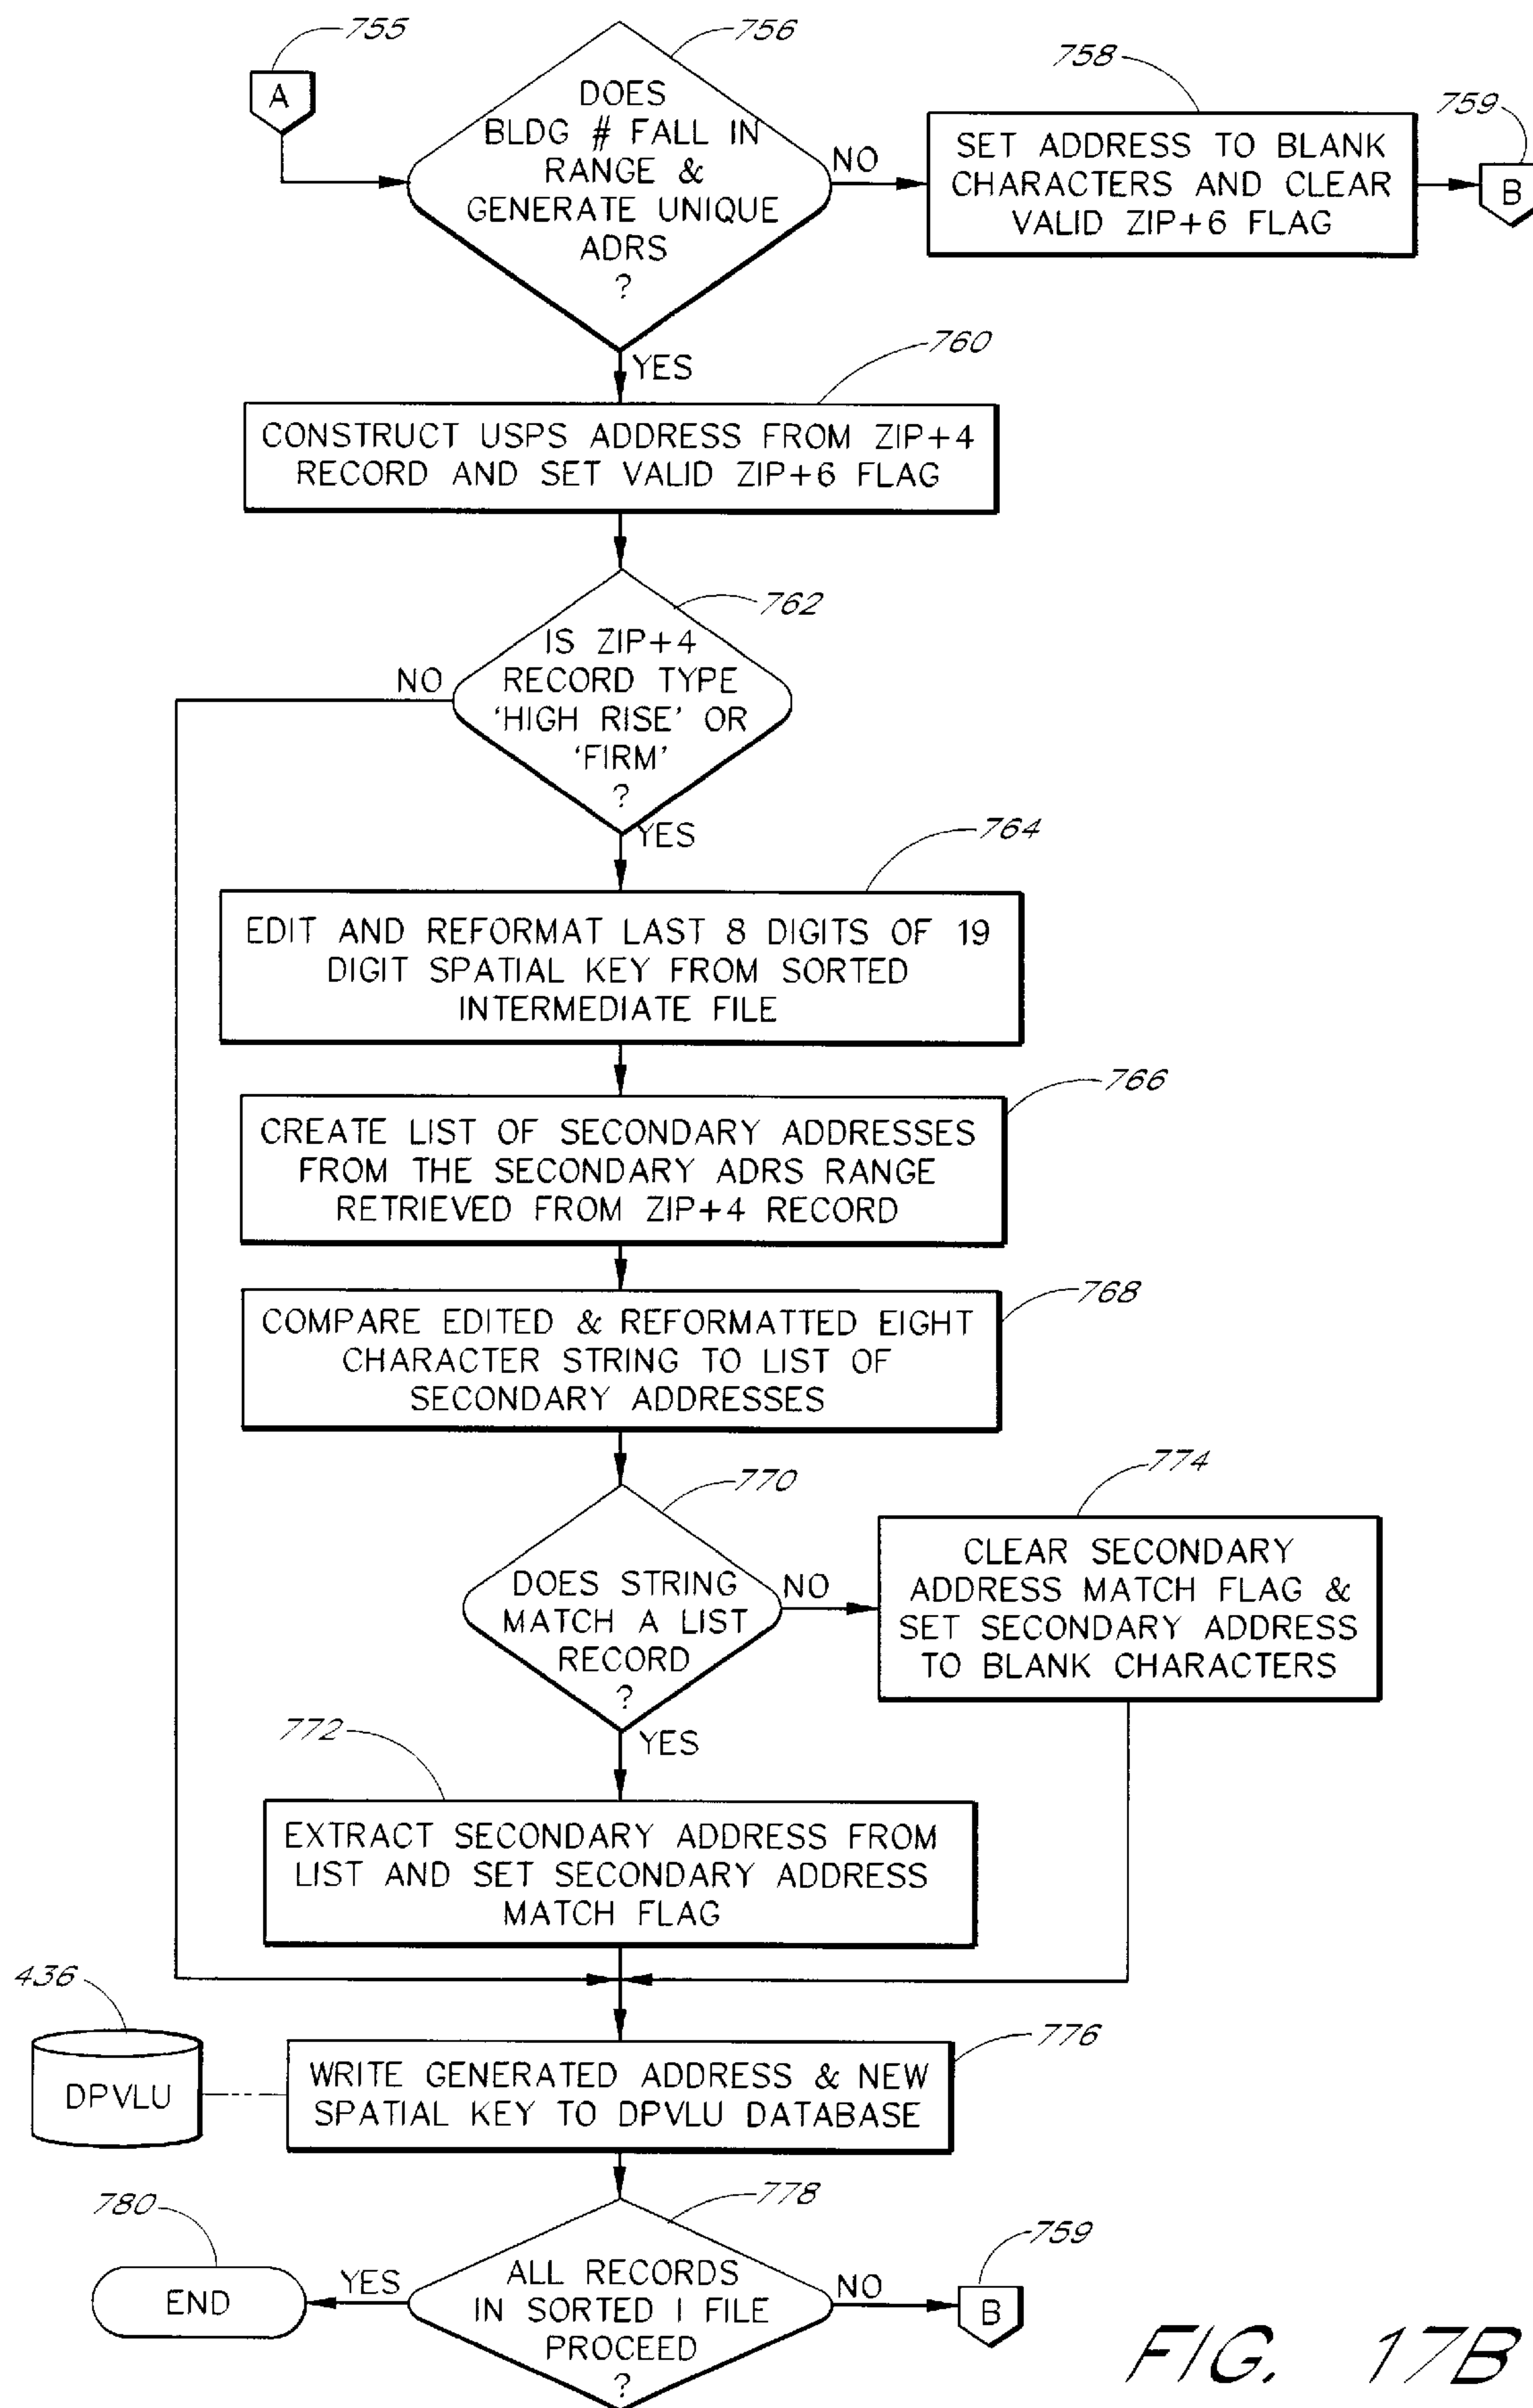 755
A
756
DOES
BLDG # FALL IN
RANGE &
GENERATE UNIQUE
ADRS
?
NO
758
SET ADDRESS TO BLANK
CHARACTERS AND CLEAR
VALID ZIP+6 FLAG
759
B
YES
760
CONSTRUCT USPS ADDRESS FROM ZIP+4
RECORD AND SET VALID ZIP+6 FLAG
762
IS ZIP+4
RECORD TYPE
'HIGH RISE' OR
'FIRM'
?
NO
YES
764
EDIT AND REFORMAT LAST 8 DIGITS OF 19
DIGIT SPATIAL KEY FROM SORTED
INTERMEDIATE FILE
766
CREATE LIST OF SECONDARY ADDRESSES
FROM THE SECONDARY ADRS RANGE
RETRIEVED FROM ZIP+4 RECORD
768
COMPARE EDITED & REFORMATTED EIGHT
CHARACTER STRING TO LIST OF
SECONDARY ADDRESSES
770
DOES STRING
MATCH A LIST
RECORD
?
NO
774
CLEAR SECONDARY
ADDRESS MATCH FLAG &
SET SECONDARY ADDRESS
TO BLANK CHARACTERS
YES
772
EXTRACT SECONDARY ADDRESS FROM
LIST AND SET SECONDARY ADDRESS
MATCH FLAG
436
DPVLU
776
WRITE GENERATED ADDRESS & NEW
SPATIAL KEY TO DPVLU DATABASE
778
ALL RECORDS
IN SORTED I FILE
PROCEED
?
YES
780
END
NO
759
B
FIG. 17B